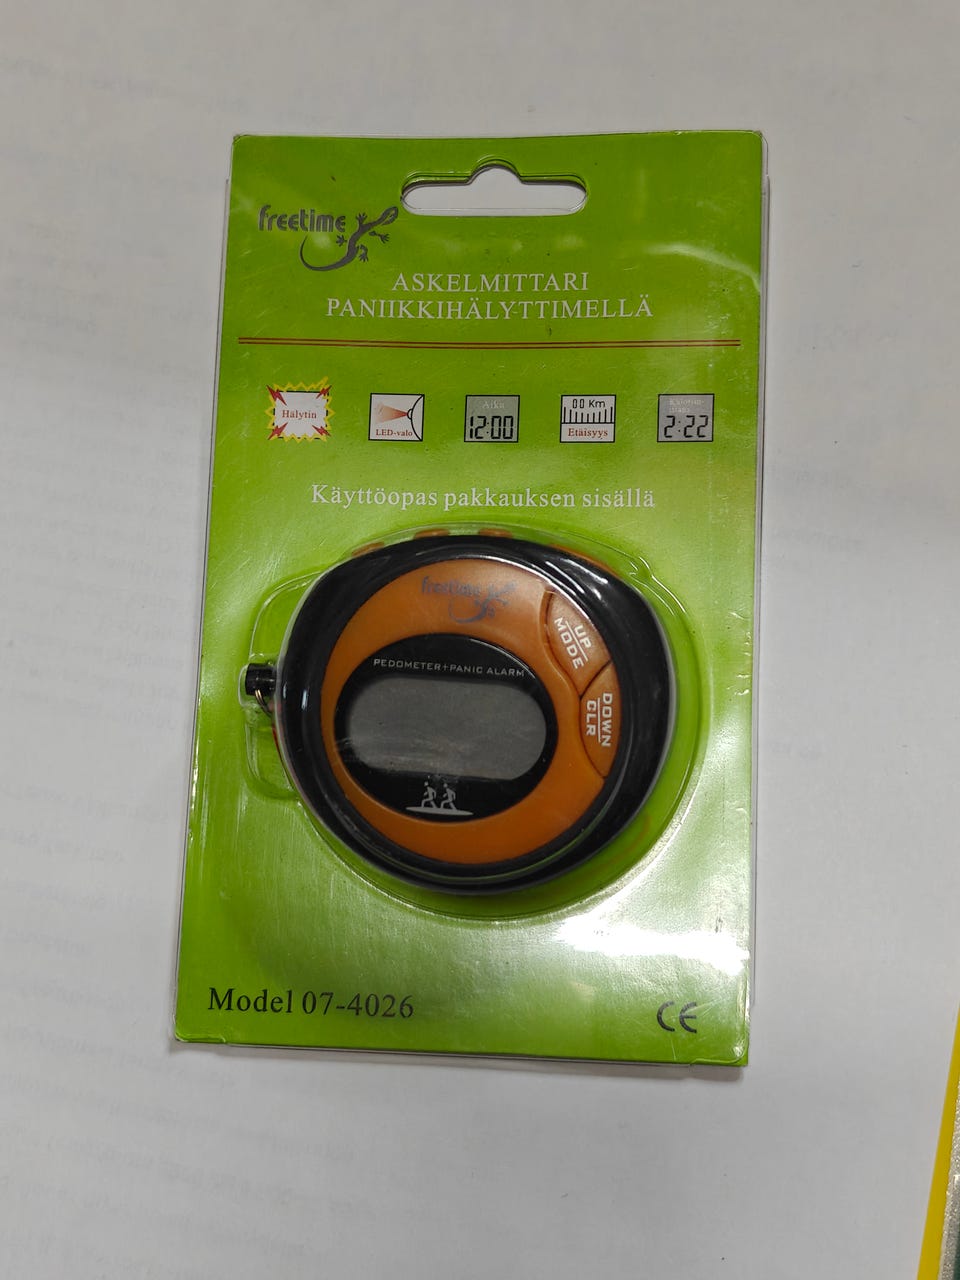 freetime
ASKELMITTARI
PANIIKKIHÄLYTTIMELLÄ
Hälytin
LED-valo
Aika
12:00
00 Km
Etäisyys
2:22
Käyttöopas pakkauksen sisällä
freetime
UP
MODE
PEDOMETER+PANIC ALARM
DOWN
CLR
Model 07-4026
CE